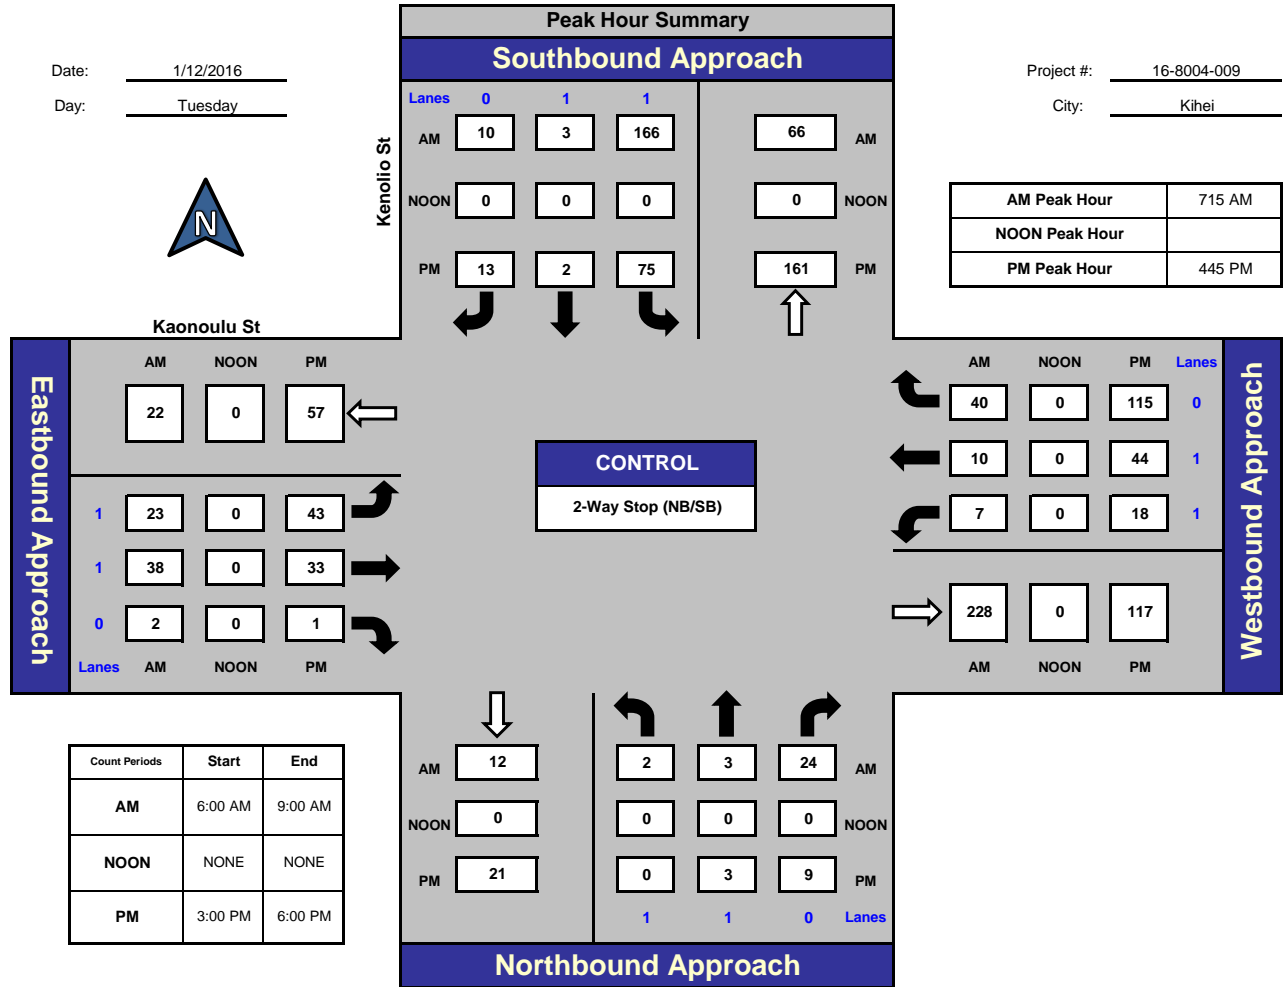 Peak Hour Summary
Southbound Approach
Date: 1/12/2016
Day: Tuesday
Project #: 16-8004-009
City: Kihei
N
Kenolio St
Lanes 0 1 1
AM 10 3 166 66 AM
NOON 0 0 0 0 NOON
PM 13 2 75 161 PM
AM Peak Hour 715 AM
NOON Peak Hour
PM Peak Hour 445 PM
Kaonoulu St
Eastbound Approach
AM NOON PM
22 0 57
1 23 0 43
1 38 0 33
0 2 0 1
Lanes AM NOON PM
CONTROL
2-Way Stop (NB/SB)
AM NOON PM Lanes
40 0 115 0
10 0 44 1
7 0 18 1
228 0 117
AM NOON PM
Westbound Approach
Count Periods Start End
AM 6:00 AM 9:00 AM
NOON NONE NONE
PM 3:00 PM 6:00 PM
AM 12 2 3 24 AM
NOON 0 0 0 0 NOON
PM 21 0 3 9 PM
1 1 0 Lanes
Northbound Approach